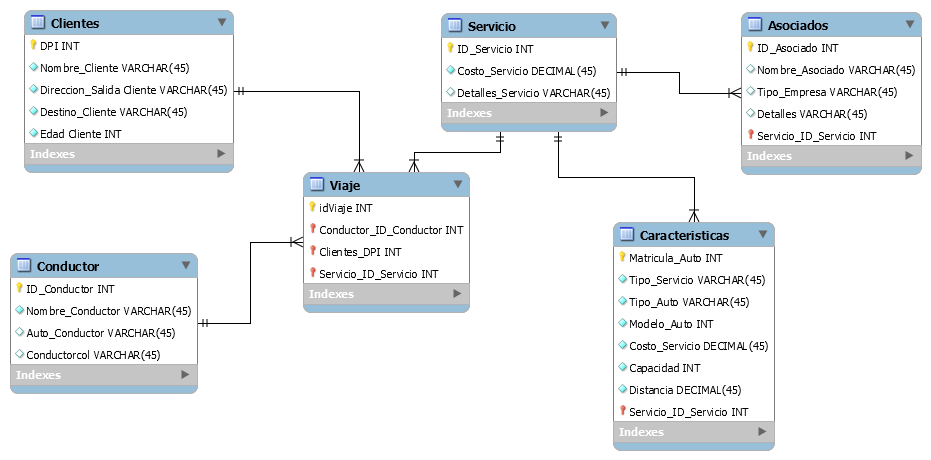 Clientes
DPI INT
Nombre_Cliente VARCHAR(45)
Direccion_Salida Cliente VARCHAR(45)
Destino_Cliente VARCHAR(45)
Edad Cliente INT
Indexes
Servicio
ID_Servicio INT
Costo_Servicio DECIMAL(45)
Detalles_Servicio VARCHAR(45)
Indexes
Asociados
ID_Asociado INT
Nombre_Asociado VARCHAR(45)
Tipo_Empresa VARCHAR(45)
Detalles VARCHAR(45)
Servicio_ID_Servicio INT
Indexes
Viaje
idViaje INT
Conductor_ID_Conductor INT
Clientes_DPI INT
Servicio_ID_Servicio INT
Indexes
Conductor
ID_Conductor INT
Nombre_Conductor VARCHAR(45)
Auto_Conductor VARCHAR(45)
Conductorcol VARCHAR(45)
Indexes
Caracteristicas
Matricula_Auto INT
Tipo_Servicio VARCHAR(45)
Tipo_Auto VARCHAR(45)
Modelo_Auto INT
Costo_Servicio DECIMAL(45)
Capacidad INT
Distancia DECIMAL(45)
Servicio_ID_Servicio INT
Indexes